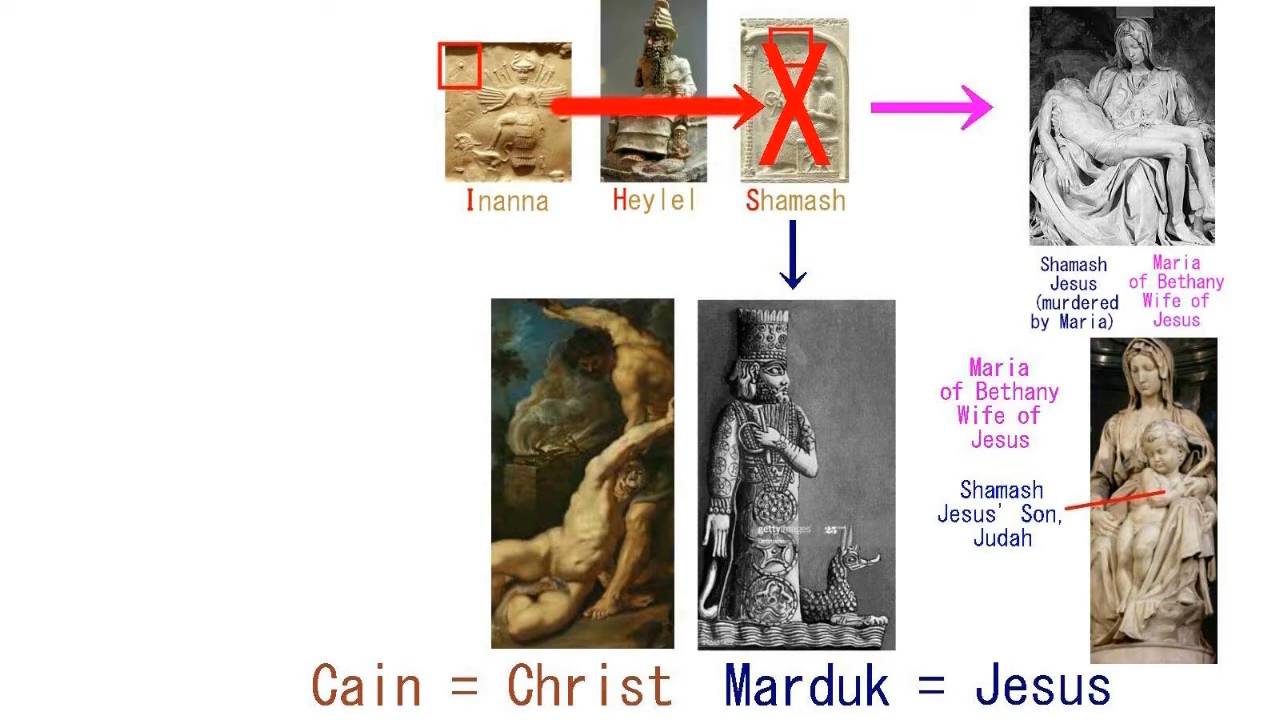 Inanna
Heylel
Shamash
Shamash
Jesus
(murdered
by Maria)
Maria
of Bethany
Wife of
Jesus
Maria
of Bethany
Wife of
Jesus
Shamash
Jesus' Son,
Judah
gettyimages
Cain = Christ
Marduk = Jesus